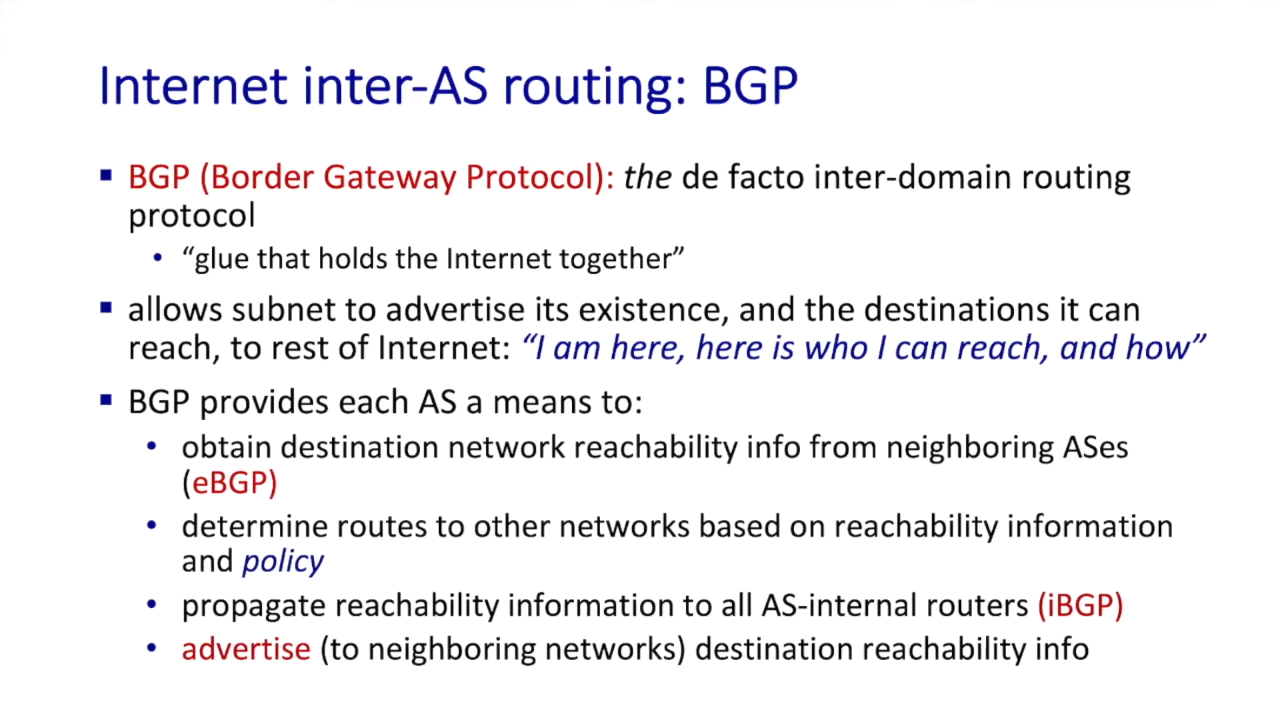 Internet inter-AS routing: BGP
▪ BGP (Border Gateway Protocol): the de facto inter-domain routing
protocol
• “glue that holds the Internet together”
▪ allows subnet to advertise its existence, and the destinations it can
reach, to rest of Internet: “I am here, here is who I can reach, and how”
▪ BGP provides each AS a means to:
• obtain destination network reachability info from neighboring ASes
(eBGP)
• determine routes to other networks based on reachability information
and policy
• propagate reachability information to all AS-internal routers (iBGP)
• advertise (to neighboring networks) destination reachability info